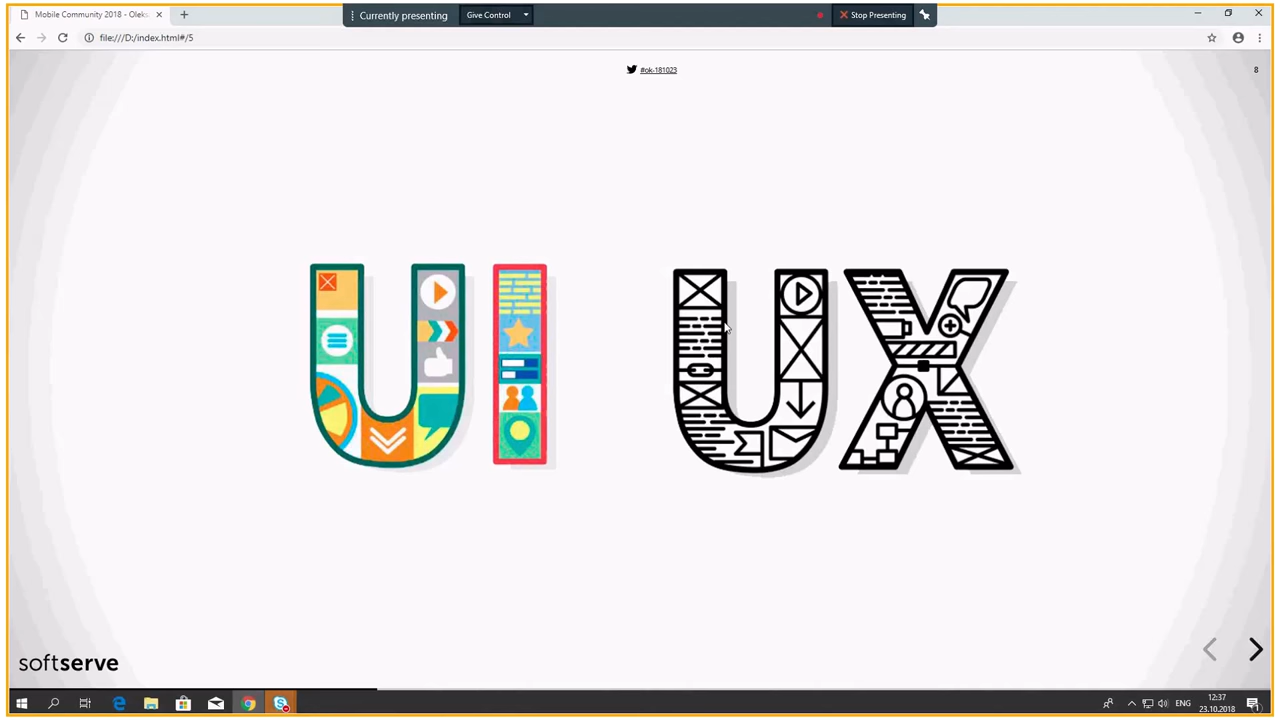 Mobile Community 2018 - Oleks
Currently presenting
Give Control
Stop Presenting
file:///D:/index.html#/5
#ok-181023
8
UI UX
softserve
ENG
12:37
23.10.2018
1